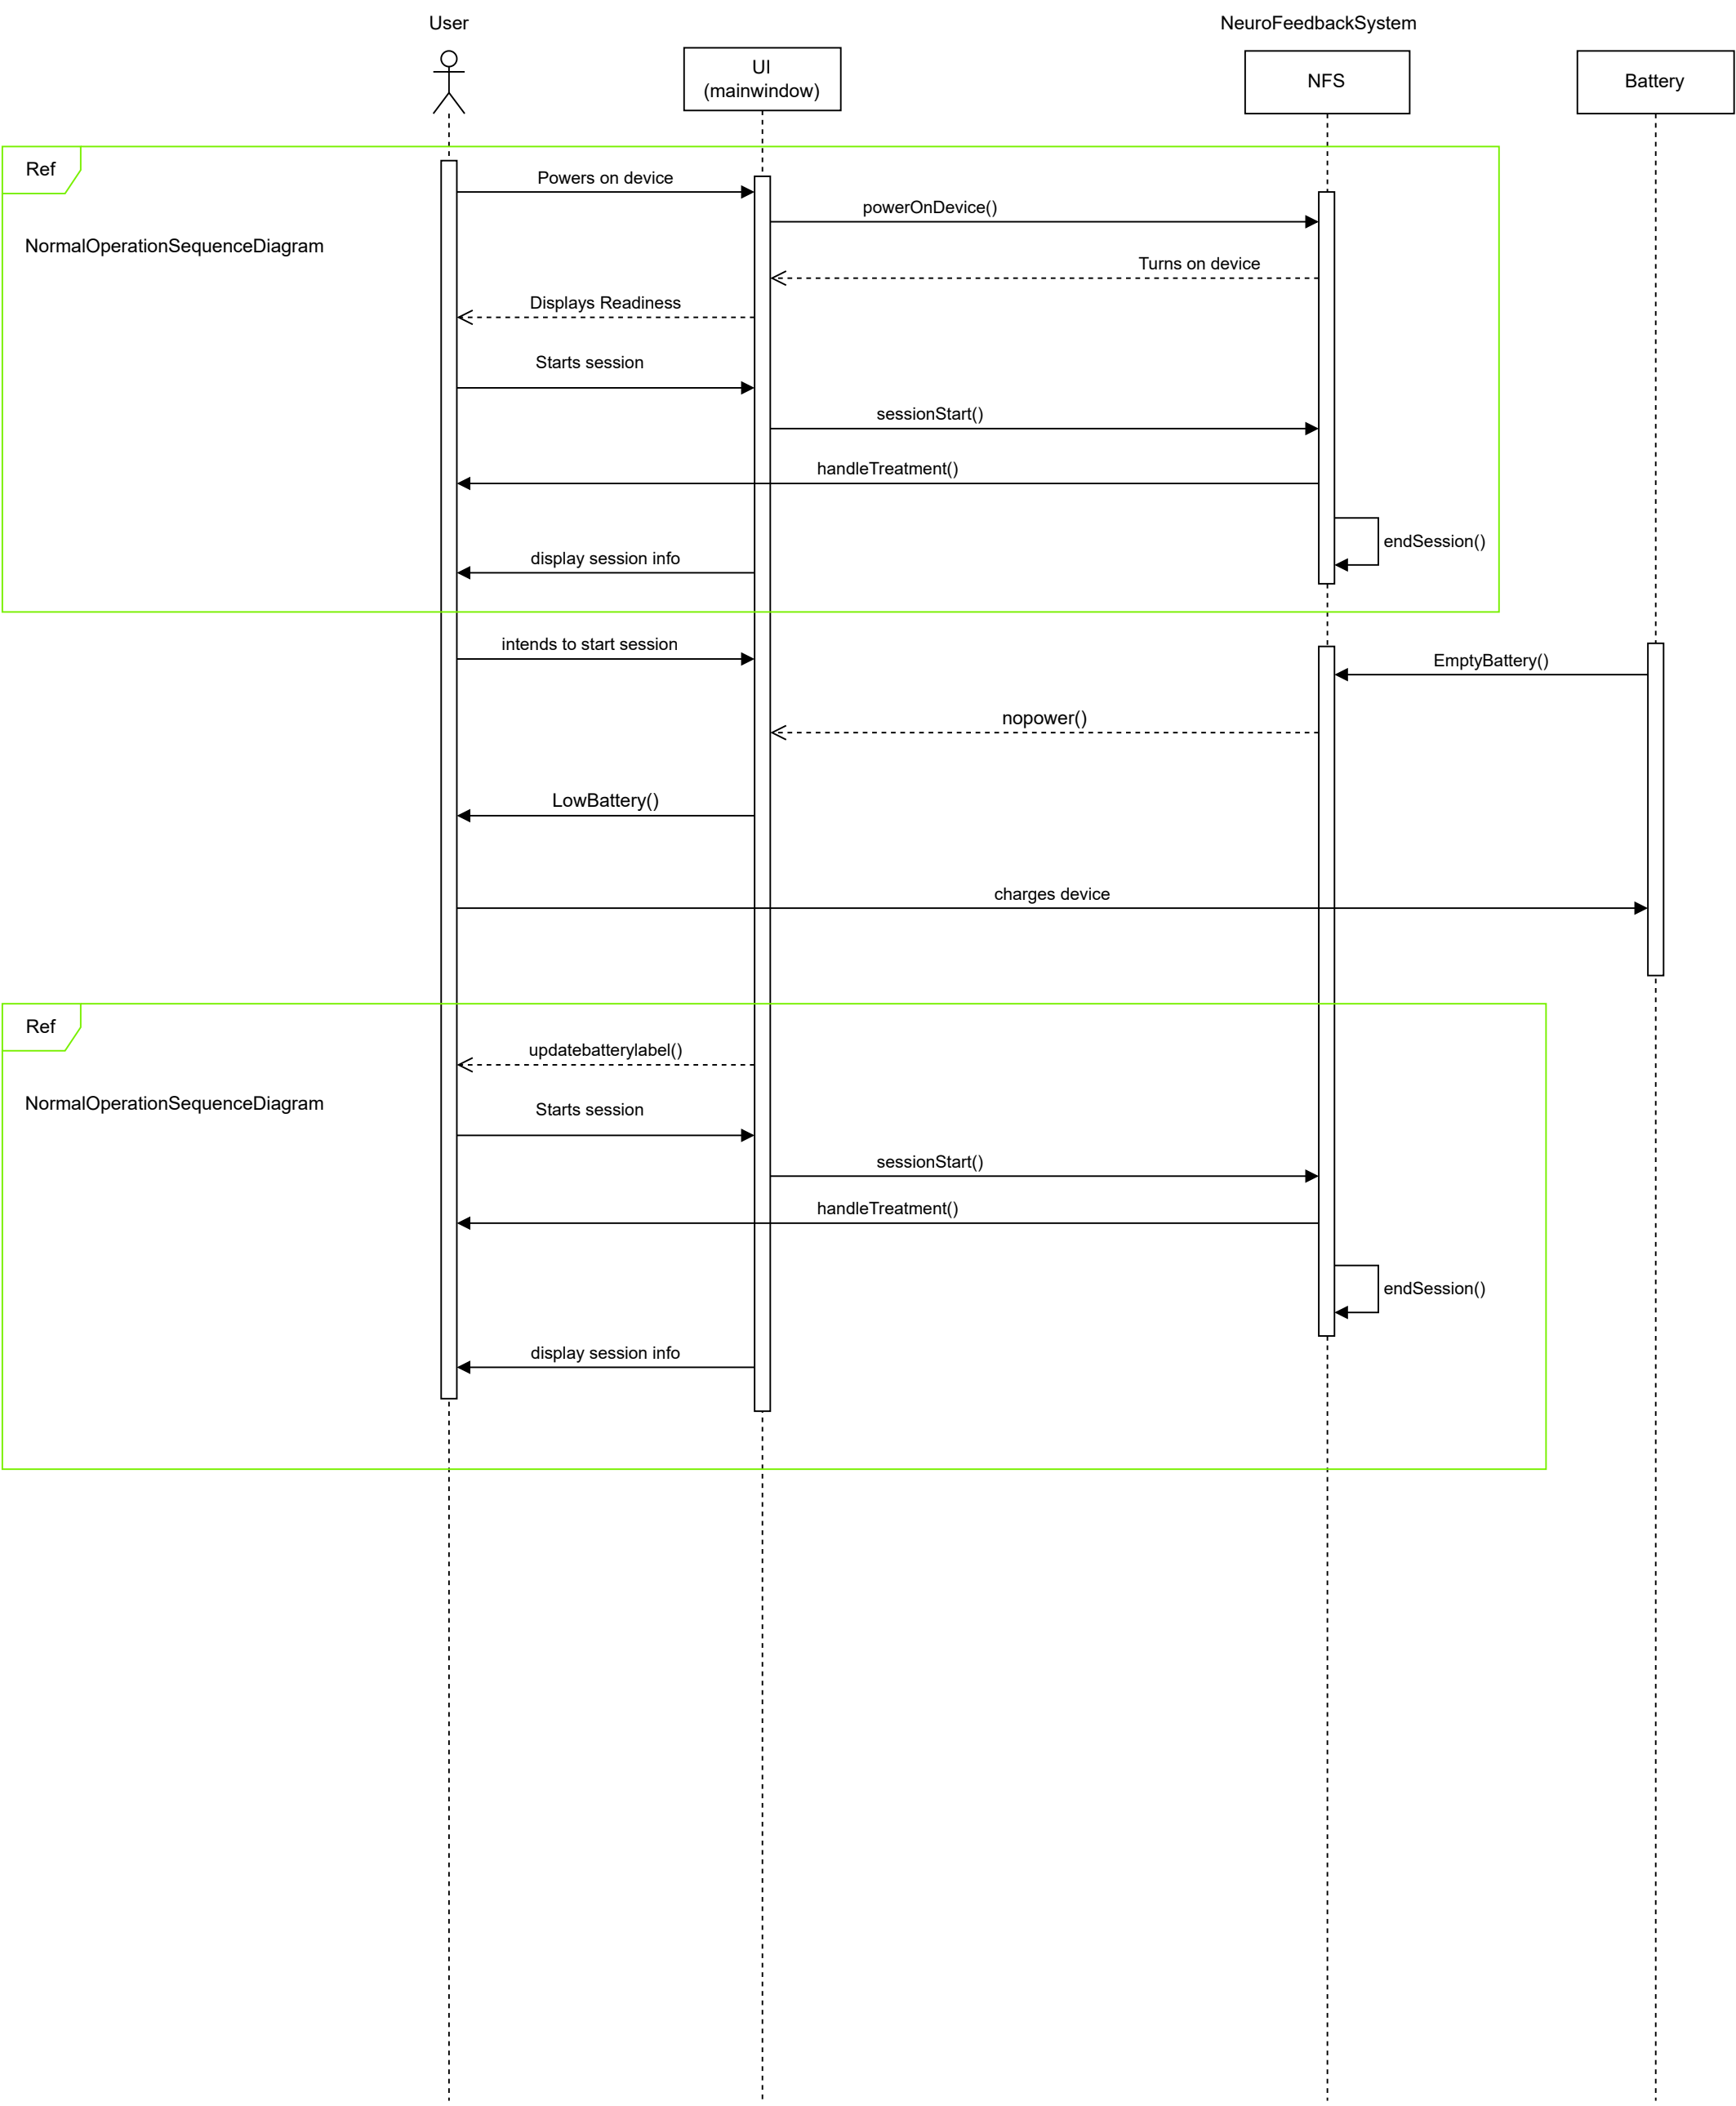 User
NeuroFeedbackSystem
UI
(mainwindow)
NFS
Battery
Ref
Powers on device
powerOnDevice()
NormalOperationSequenceDiagram
Turns on device
Displays Readiness
Starts session
sessionStart()
handleTreatment()
endSession()
display session info
intends to start session
EmptyBattery()
nopower()
LowBattery()
charges device
Ref
updatebatterylabel()
NormalOperationSequenceDiagram
Starts session
sessionStart()
handleTreatment()
endSession()
display session info